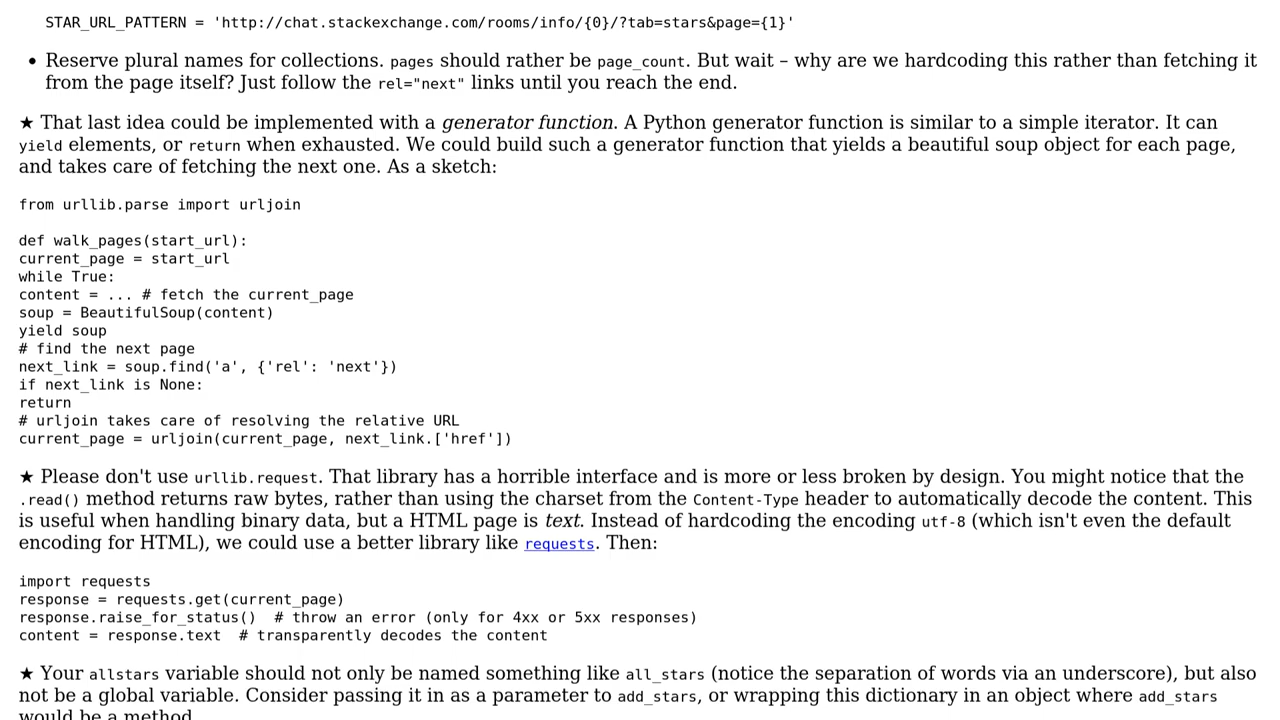 STAR_URL_PATTERN = 'http://chat.stackexchange.com/rooms/info/{0}/?tab=stars&page={1}'
• Reserve plural names for collections. pages should rather be page_count. But wait – why are we hardcoding this rather than fetching it
from the page itself? Just follow the rel="next" links until you reach the end.
★ That last idea could be implemented with a generator function. A Python generator function is similar to a simple iterator. It can
yield elements, or return when exhausted. We could build such a generator function that yields a beautiful soup object for each page,
and takes care of fetching the next one. As a sketch:
from urllib.parse import urljoin
def walk_pages(start_url):
current_page = start_url
while True:
content = ... # fetch the current_page
soup = BeautifulSoup(content)
yield soup
# find the next page
next_link = soup.find('a', {'rel': 'next'})
if next_link is None:
return
# urljoin takes care of resolving the relative URL
current_page = urljoin(current_page, next_link.['href'])
★ Please don't use urllib.request. That library has a horrible interface and is more or less broken by design. You might notice that the
.read() method returns raw bytes, rather than using the charset from the Content-Type header to automatically decode the content. This
is useful when handling binary data, but a HTML page is text. Instead of hardcoding the encoding utf-8 (which isn't even the default
encoding for HTML), we could use a better library like requests. Then:
import requests
response = requests.get(current_page)
response.raise_for_status()  # throw an error (only for 4xx or 5xx responses)
content = response.text  # transparently decodes the content
★ Your allstars variable should not only be named something like all_stars (notice the separation of words via an underscore), but also
not be a global variable. Consider passing it in as a parameter to add_stars, or wrapping this dictionary in an object where add_stars
would be a method.